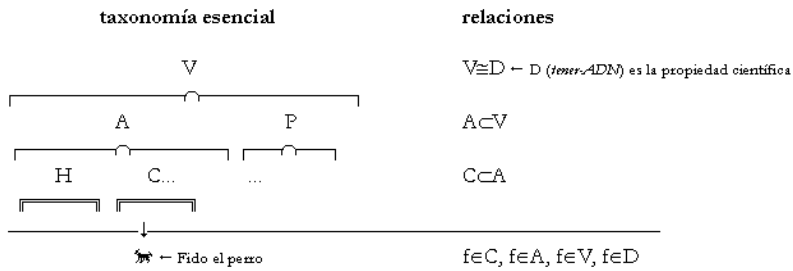 taxonomía esencial relaciones
V V≅D ← D (tener-ADN) es la propiedad científica
A P A⊂V
H C... ... C⊂A
← Fido el perro f∈C, f∈A, f∈V, f∈D